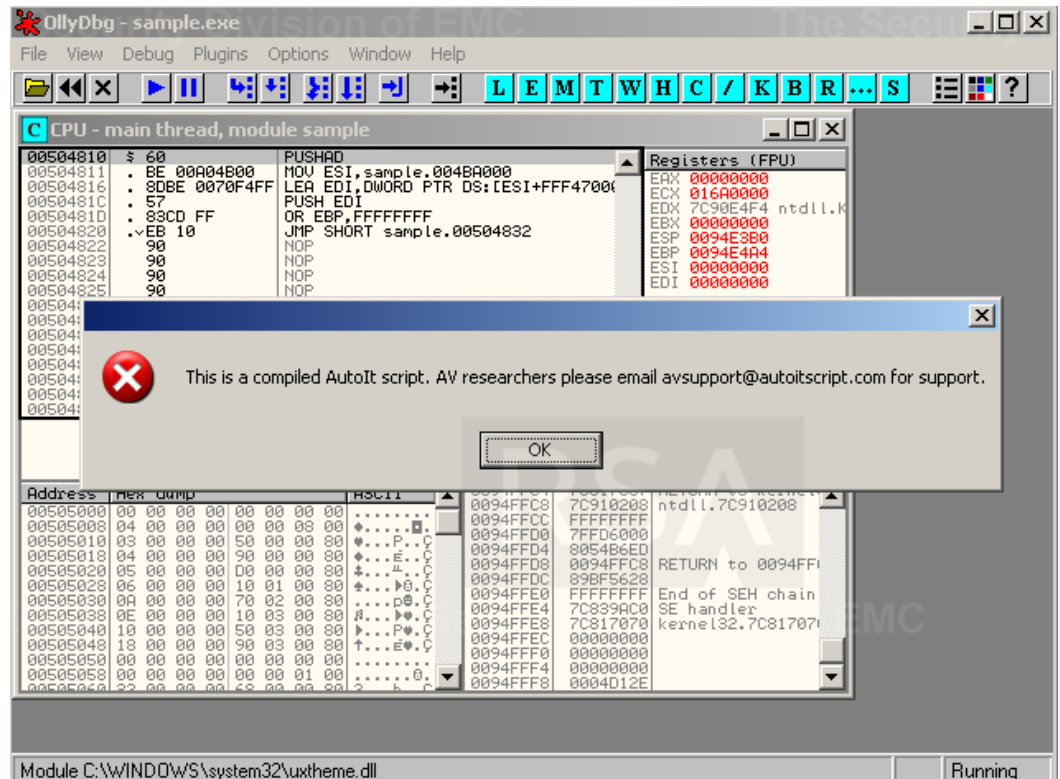 OllyDbg - sample.exe
File View Debug Plugins Options Window Help
L E M T W H C / K B R ... S ?
C CPU - main thread, module sample
00504810 $ 60 PUSHAD
00504811 . BE 00A04B00 MOV ESI,sample.004BA000
00504816 . 8DBE 0070F4FF LEA EDI,DWORD PTR DS:[ESI+FFF47000
0050481C . 57 PUSH EDI
0050481D . 83CD FF OR EBP,FFFFFFFF
00504820 .vEB 10 JMP SHORT sample.00504832
00504822 90 NOP
00504823 90 NOP
00504824 90 NOP
00504825 90 NOP
Registers (FPU)
EAX 00000000
ECX 016A0000
EDX 7C90E4F4 ntdll.K
EBX 00000000
ESP 0094E3B0
EBP 0094E4A4
ESI 00000000
EDI 00000000
This is a compiled AutoIt script. AV researchers please email avsupport@autoitscript.com for support.
OK
Address Hex dump ASCII
00505000 00 00 00 00 00 00 00 00
00505008 04 00 00 00 00 00 08 00
00505010 03 00 00 00 50 00 00 80
00505018 04 00 00 00 90 00 00 80
00505020 05 00 00 00 D0 00 00 80
00505028 06 00 00 00 10 01 00 80
00505030 0A 00 00 00 70 02 00 80
00505038 0E 00 00 00 10 03 00 80
00505040 10 00 00 00 50 03 00 80
00505048 18 00 00 00 90 03 00 80
00505050 00 00 00 00 00 00 00 00
00505058 00 00 00 00 00 00 01 00
0094FFC8 7C910208 ntdll.7C910208
0094FFCC FFFFFFFF
0094FFD0 7FFD6000
0094FFD4 8054B6ED
0094FFD8 0094FFC8 RETURN to 0094FF
0094FFDC 89BF5628
0094FFE0 FFFFFFFF End of SEH chain
0094FFE4 7C839AC0 SE handler
0094FFE8 7C817070 kernel32.7C817070
0094FFEC 00000000
0094FFF0 00000000
0094FFF4 00000000
0094FFF8 0004D12E
RSA
EMC
Module C:\WINDOWS\system32\uxtheme.dll
Running